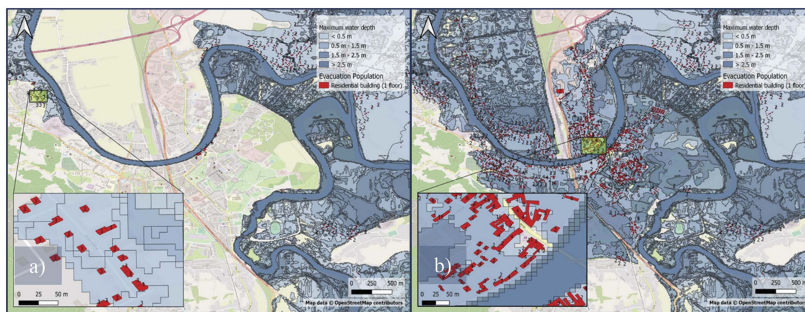 Maximum water depth
< 0.5 m
0.5 m - 1.5 m
1.5 m - 2.5 m
> 2.5 m
Evacuation Population
Residential building (1 floor)
a)
0 25 50 m
0 250 500 m
Map data © OpenStreetMap contributors
Maximum water depth
< 0.5 m
0.5 m - 1.5 m
1.5 m - 2.5 m
> 2.5 m
Evacuation Population
Residential building (1 floor)
b)
0 25 50 m
0 250 500 m
Map data © OpenStreetMap contributors